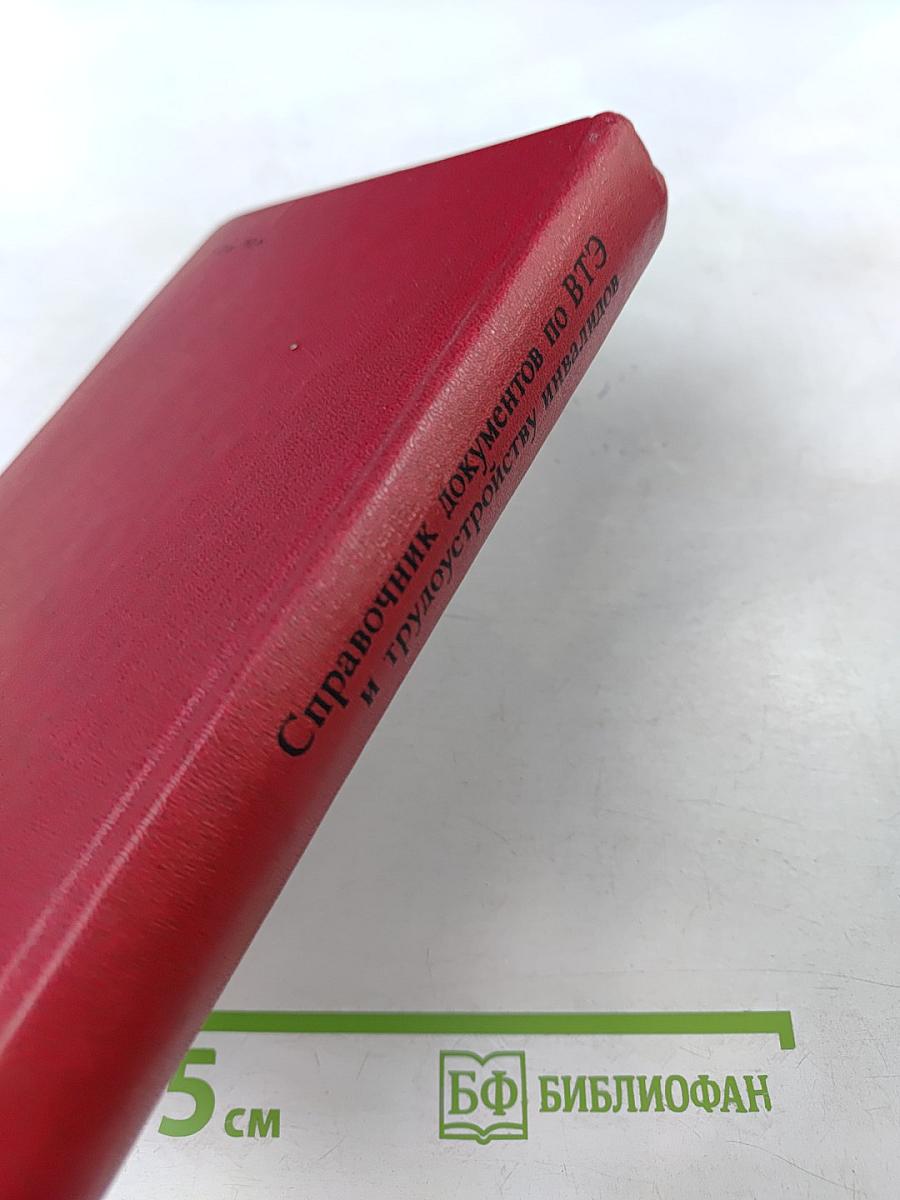 Справочник документов по ВТЭ
и трудоустройству инвалидов
5 см
БФ БИБЛИОФАН